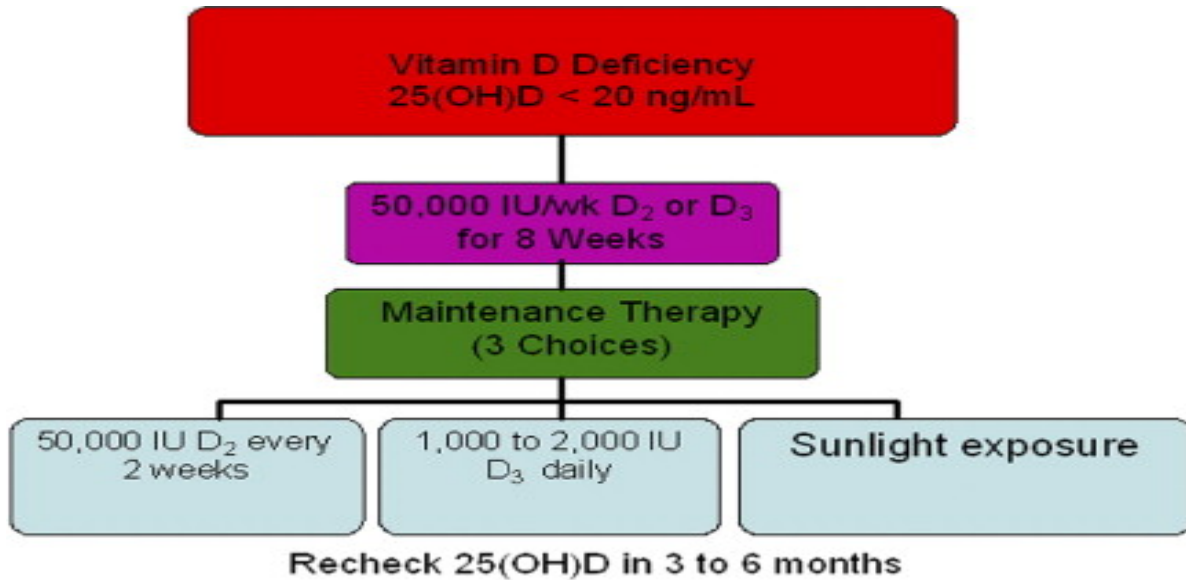 Vitamin D Deficiency
25(OH)D < 20 ng/mL
50,000 IU/wk D₂ or D₃
for 8 Weeks
Maintenance Therapy
(3 Choices)
50,000 IU D₂ every
2 weeks
1,000 to 2,000 IU
D₃ daily
Sunlight exposure
Recheck 25(OH)D in 3 to 6 months